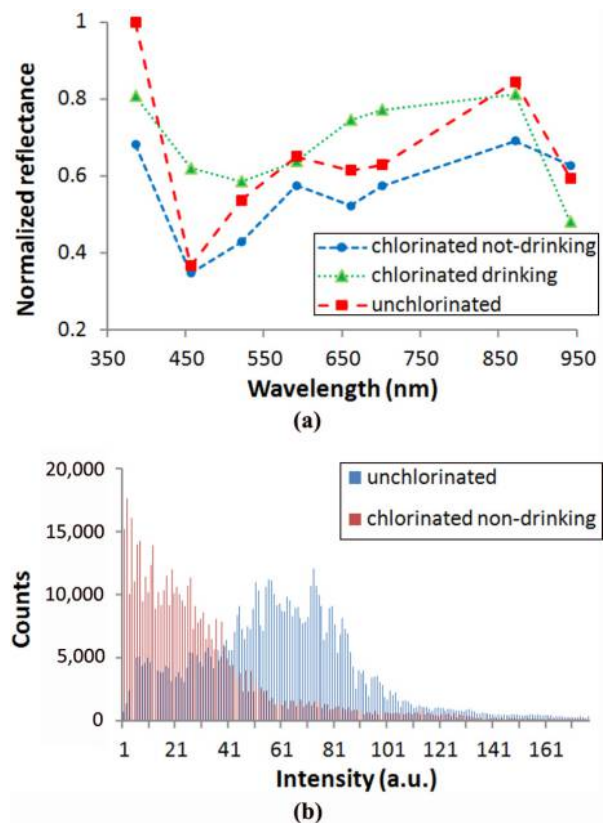 1
0.8
0.6
0.4
0.2
Normalized reflectance
chlorinated not-drinking
chlorinated drinking
unchlorinated
350 450 550 650 750 850 950
Wavelength (nm)
(a)
20,000
15,000
10,000
5,000
0
Counts
unchlorinated
chlorinated non-drinking
1 21 41 61 81 101 121 141 161
Intensity (a.u.)
(b)